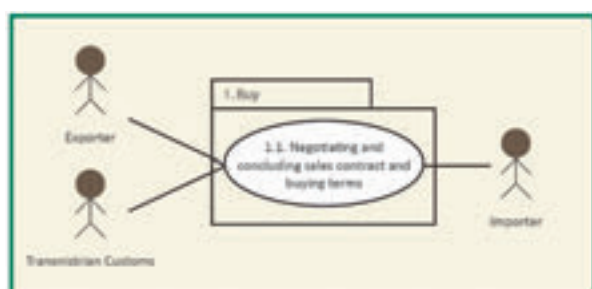 1. Buy
Exporter
1.1. Negotiating and
concluding sales contract and
buying terms
Importer
Transnistrian Customs